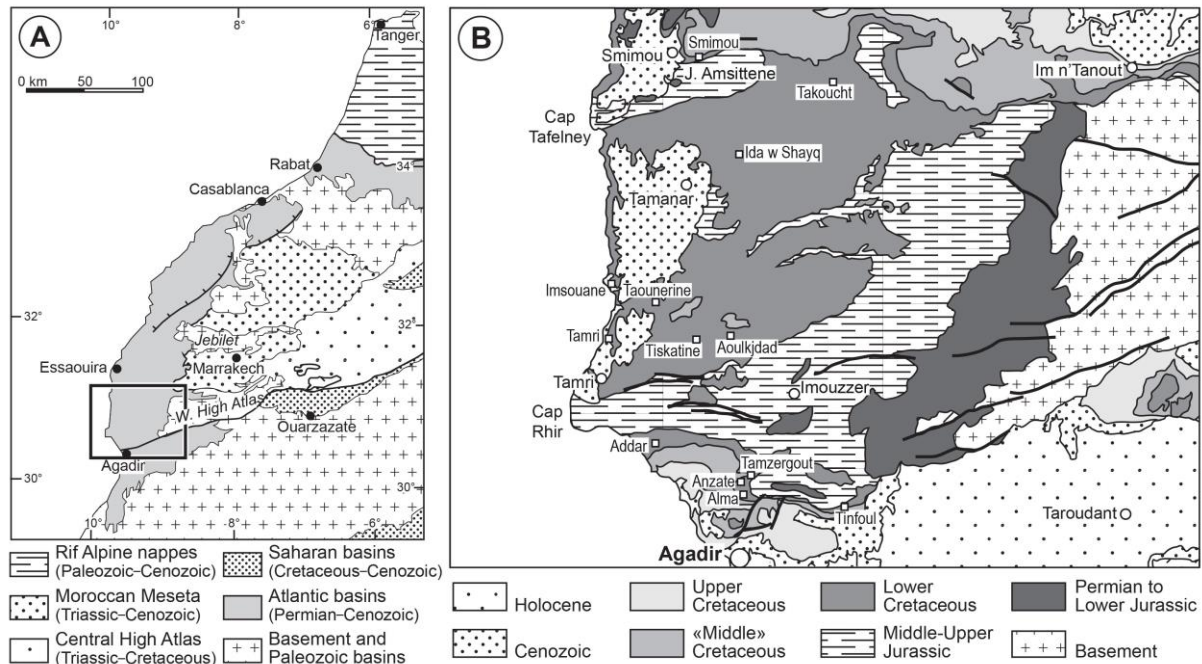 A
10°
6°
Tanger
0 km 50 100
Rabat
34°
Casablanca
32°
32°
Jebilet
Essaouira
Marrakech
W. High Atlas
Ouarzazate
Agadir
30°
30°
10°
8°
6°
Rif Alpine nappes
(Paleozoic–Cenozoic)
Saharan basins
(Cretaceous–Cenozoic)
Moroccan Meseta
(Triassic–Cenozoic)
Atlantic basins
(Permian–Cenozoic)
Central High Atlas
(Triassic–Cretaceous)
Basement and
Paleozoic basins
B
Smimou
Smimou
J. Amsittene
Im n'Tanout
Takoucht
Cap
Tafelney
Ida w Shayq
Tamanar
Imsouane
Taounerine
Tamri
Tiskatine
Aoulkjdad
Tamri
Imouzzer
Cap
Rhir
Addar
Tamzergout
Anzate
Alma
Tinfoul
Taroudant
Agadir
Holocene
Upper
Cretaceous
Lower
Cretaceous
Permian to
Lower Jurassic
Cenozoic
«Middle»
Cretaceous
Middle-Upper
Jurassic
Basement